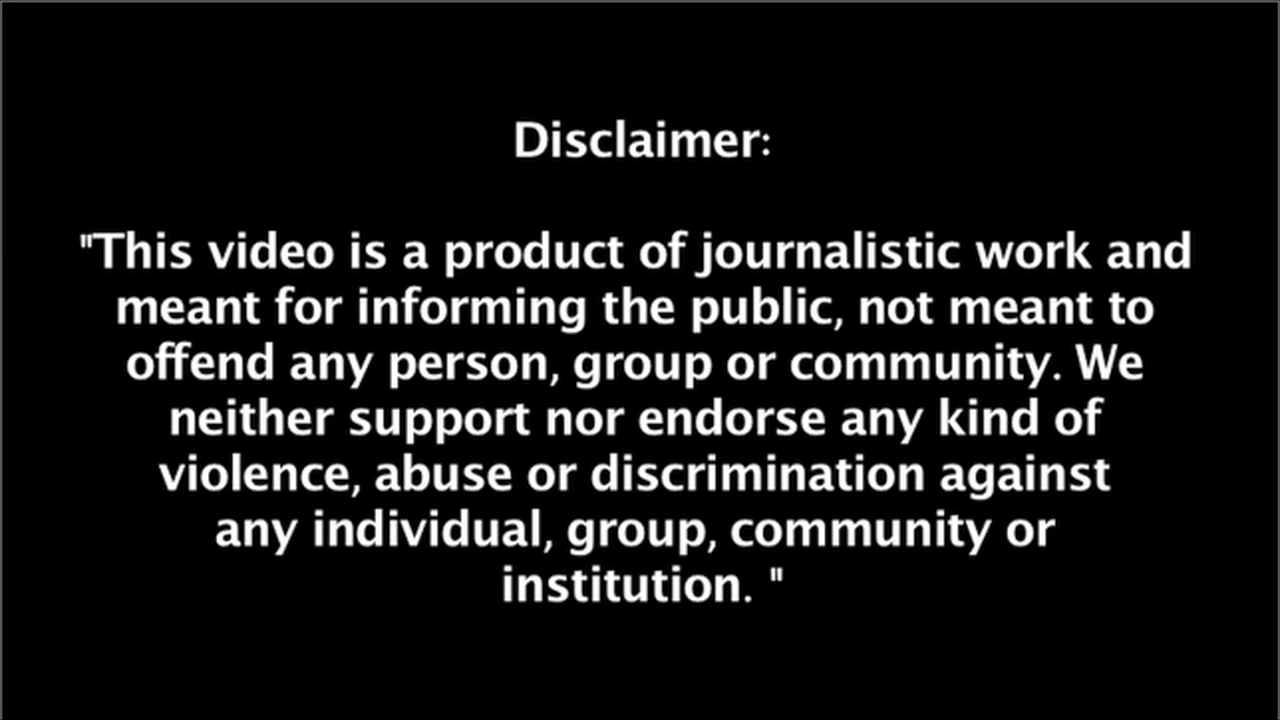 Disclaimer:
"This video is a product of journalistic work and
meant for informing the public, not meant to
offend any person, group or community. We
neither support nor endorse any kind of
violence, abuse or discrimination against
any individual, group, community or
institution. "